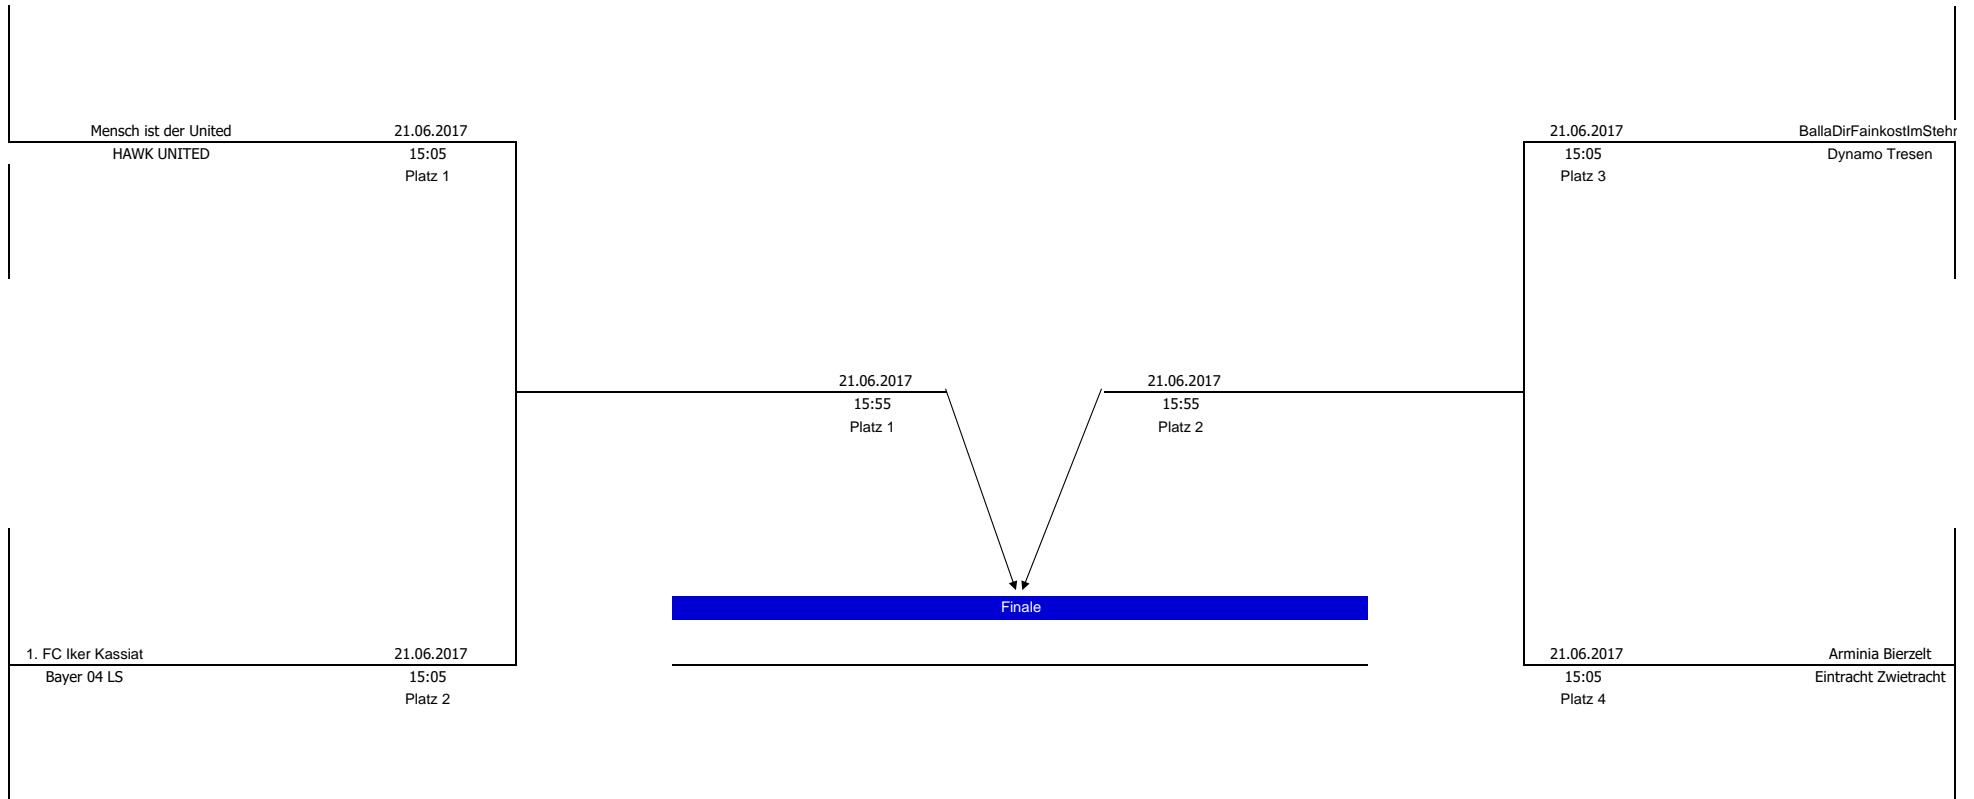 Mensch ist der United 21.06.2017
HAWK UNITED 15:05
Platz 1
21.06.2017 BallaDirFainkostImStehn
15:05 Dynamo Tresen
Platz 3
21.06.2017
15:55
Platz 1
21.06.2017
15:55
Platz 2
Finale
1. FC Iker Kassiat 21.06.2017
Bayer 04 LS 15:05
Platz 2
21.06.2017 Arminia Bierzelt
15:05 Eintracht Zwietracht
Platz 4